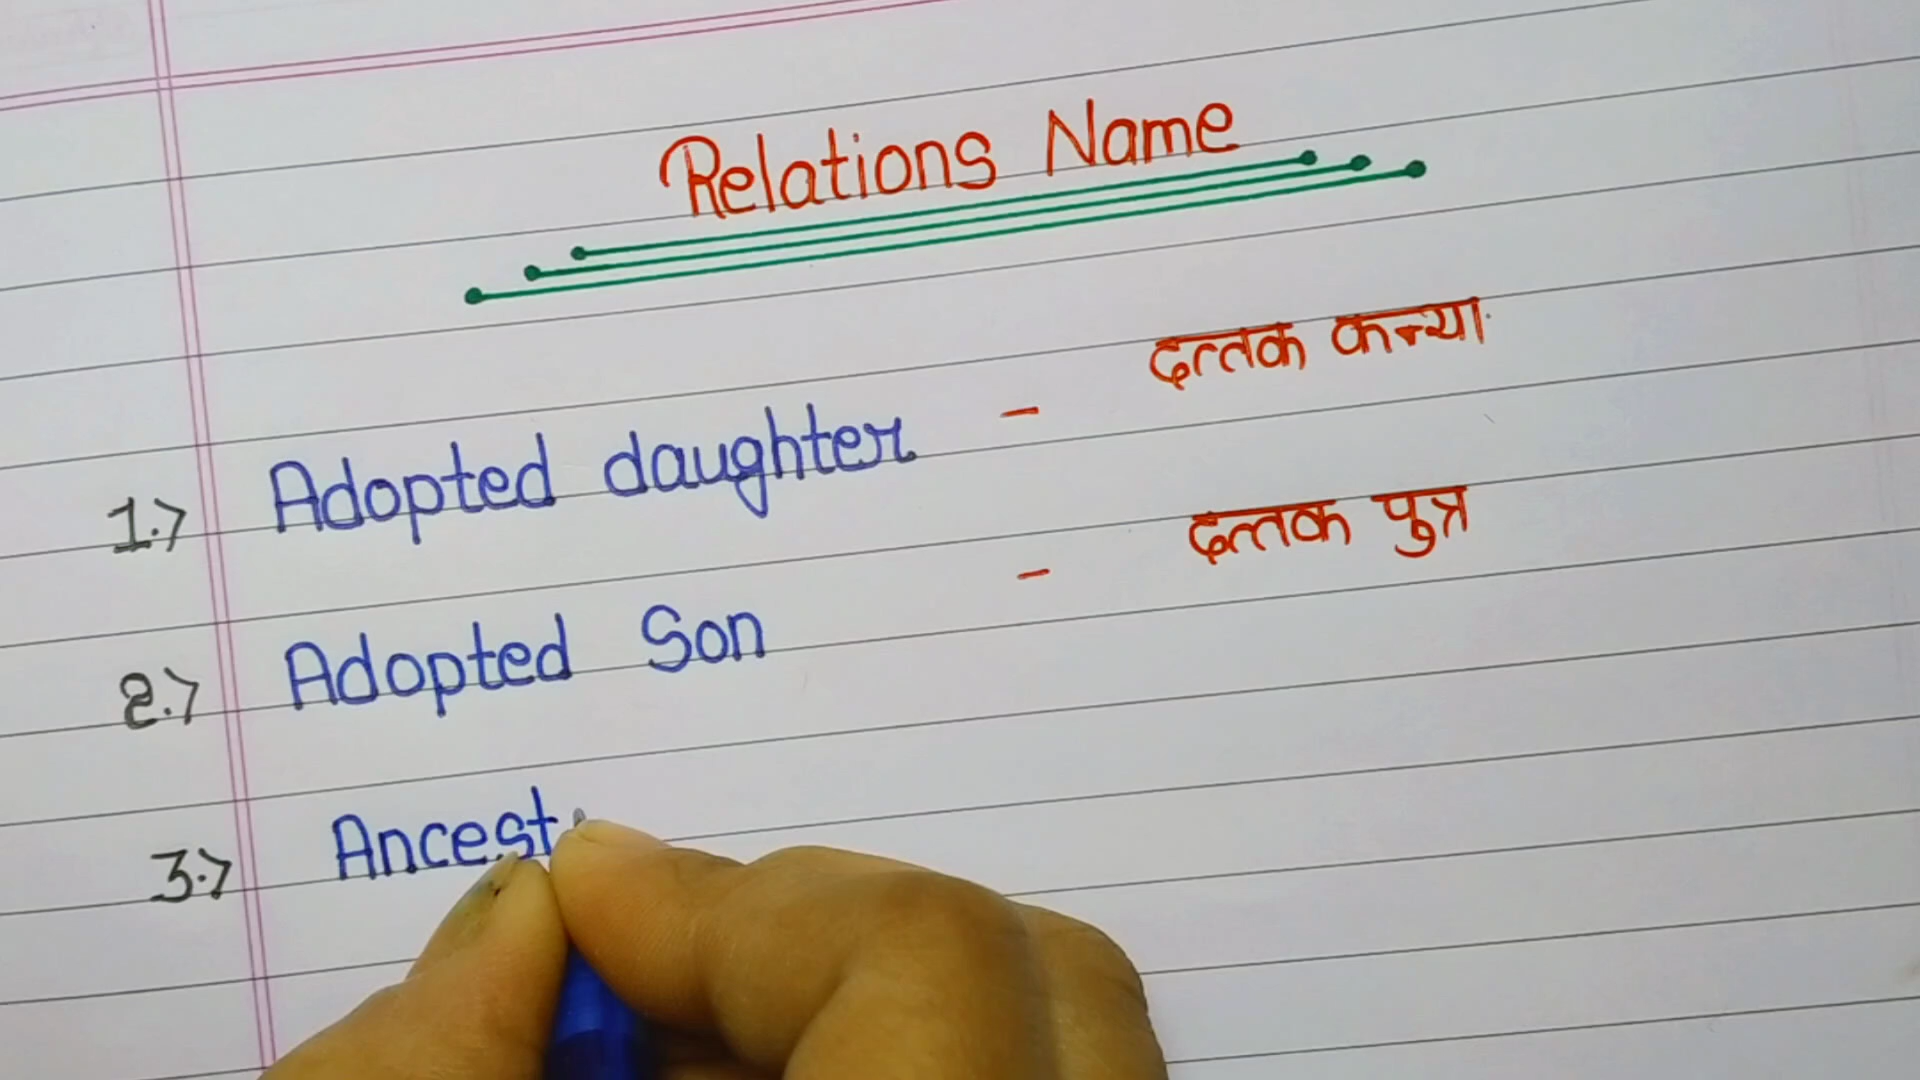 Relations Name
1.> Adopted daughter - दत्तक कन्या
2.> Adopted Son - दत्तक पुत्र
3.> Ancest